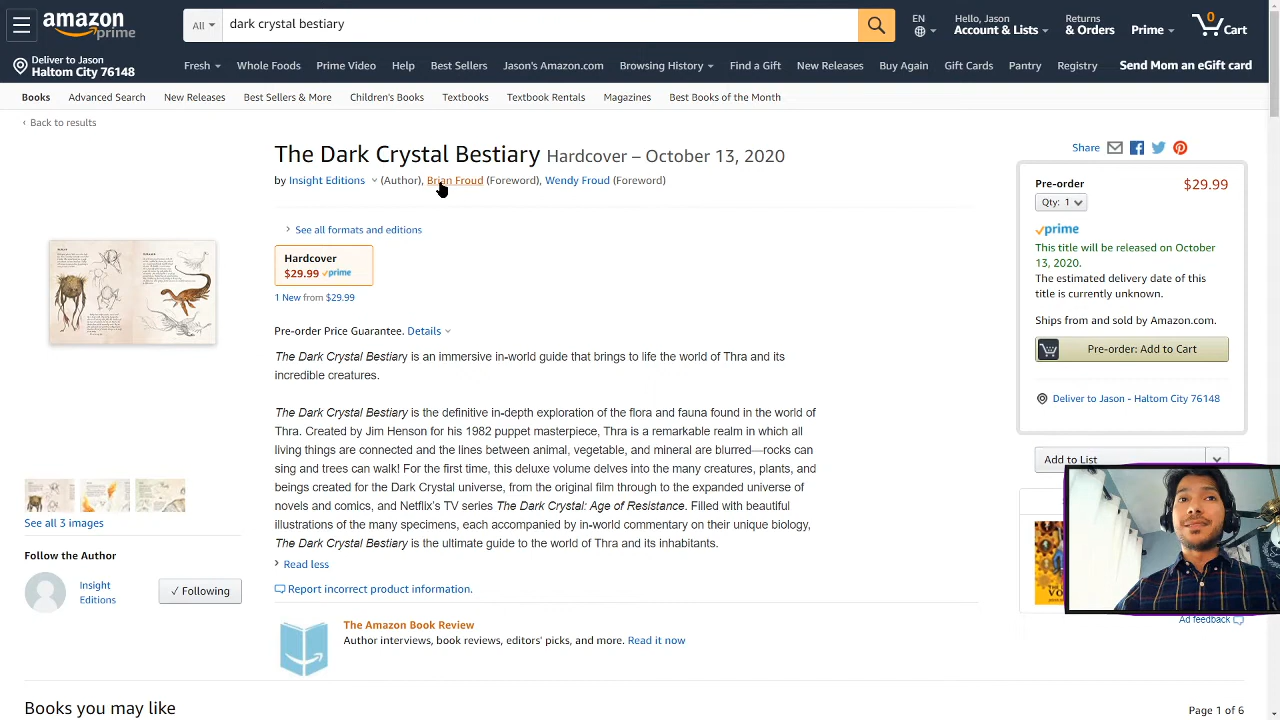 amazon prime
All
dark crystal bestiary
EN
Hello, Jason
Account & Lists
Returns
& Orders
Prime
0
Cart
Deliver to Jason
Haltom City 76148
Fresh
Whole Foods
Prime Video
Help
Best Sellers
Jason's Amazon.com
Browsing History
Find a Gift
New Releases
Buy Again
Gift Cards
Pantry
Registry
Send Mom an eGift card
Books
Advanced Search
New Releases
Best Sellers & More
Children's Books
Textbooks
Textbook Rentals
Magazines
Best Books of the Month
‹ Back to results
The Dark Crystal Bestiary Hardcover – October 13, 2020
by Insight Editions (Author), Brian Froud (Foreword), Wendy Froud (Foreword)
See all formats and editions
Hardcover
$29.99 prime
1 New from $29.99
Pre-order Price Guarantee. Details
The Dark Crystal Bestiary is an immersive in-world guide that brings to life the world of Thra and its
incredible creatures.
The Dark Crystal Bestiary is the definitive in-depth exploration of the flora and fauna found in the world of
Thra. Created by Jim Henson for his 1982 puppet masterpiece, Thra is a remarkable realm in which all
living things are connected and the lines between animal, vegetable, and mineral are blurred—rocks can
sing and trees can walk! For the first time, this deluxe volume delves into the many creatures, plants, and
beings created for the Dark Crystal universe, from the original film through to the expanded universe of
novels and comics, and Netflix's TV series The Dark Crystal: Age of Resistance. Filled with beautiful
illustrations of the many specimens, each accompanied by in-world commentary on their unique biology,
The Dark Crystal Bestiary is the ultimate guide to the world of Thra and its inhabitants.
Read less
Report incorrect product information.
The Amazon Book Review
Author interviews, book reviews, editors' picks, and more. Read it now
See all 3 images
Follow the Author
Insight
Editions
✓ Following
Share
Pre-order
$29.99
Qty: 1
prime
This title will be released on October
13, 2020.
The estimated delivery date of this
title is currently unknown.
Ships from and sold by Amazon.com.
Pre-order: Add to Cart
Deliver to Jason - Haltom City 76148
Add to List
Ad feedback
Books you may like
Page 1 of 6